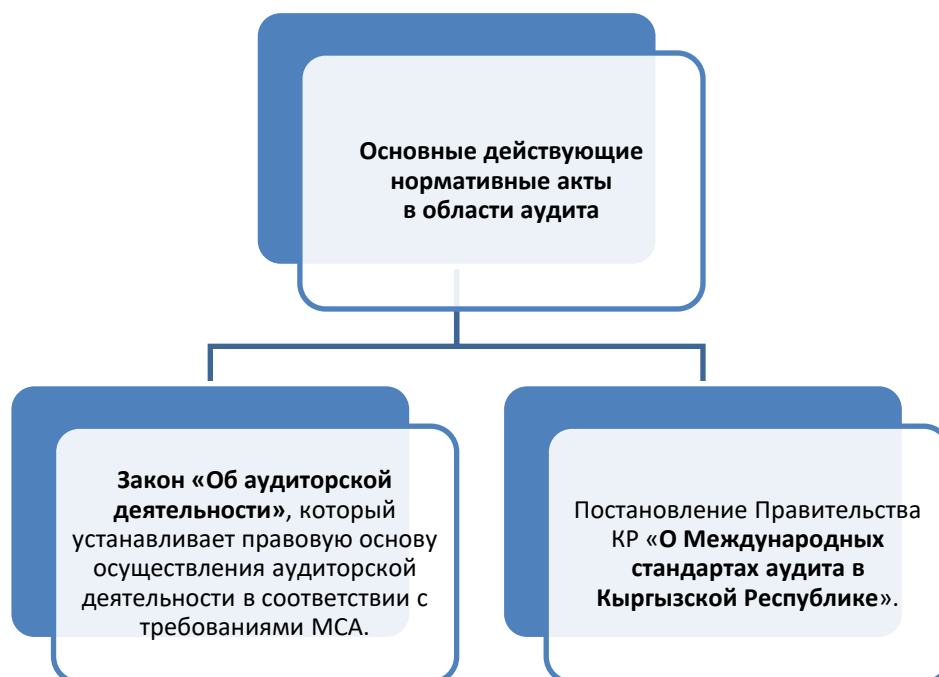 Основные действующие
нормативные акты
в области аудита
Закон «Об аудиторской
деятельности», который
устанавливает правовую основу
осуществления аудиторской
деятельности в соответствии с
требованиями МСА.
Постановление Правительства
КР «О Международных
стандартах аудита в
Кыргызской Республике».